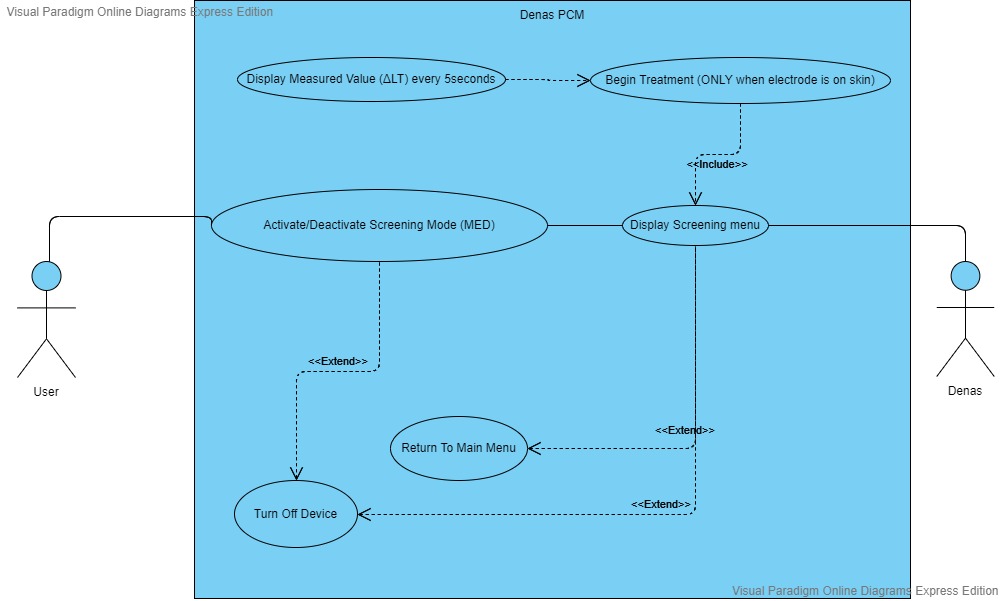 Visual Paradigm Online Diagrams Express Edition
Denas PCM
Display Measured Value (ΔLT) every 5seconds
Begin Treatment (ONLY when electrode is on skin)
<<Include>>
Activate/Deactivate Screening Mode (MED)
Display Screening menu
<<Extend>>
User
Denas
<<Extend>>
Return To Main Menu
<<Extend>>
Turn Off Device
Visual Paradigm Online Diagrams Express Edition